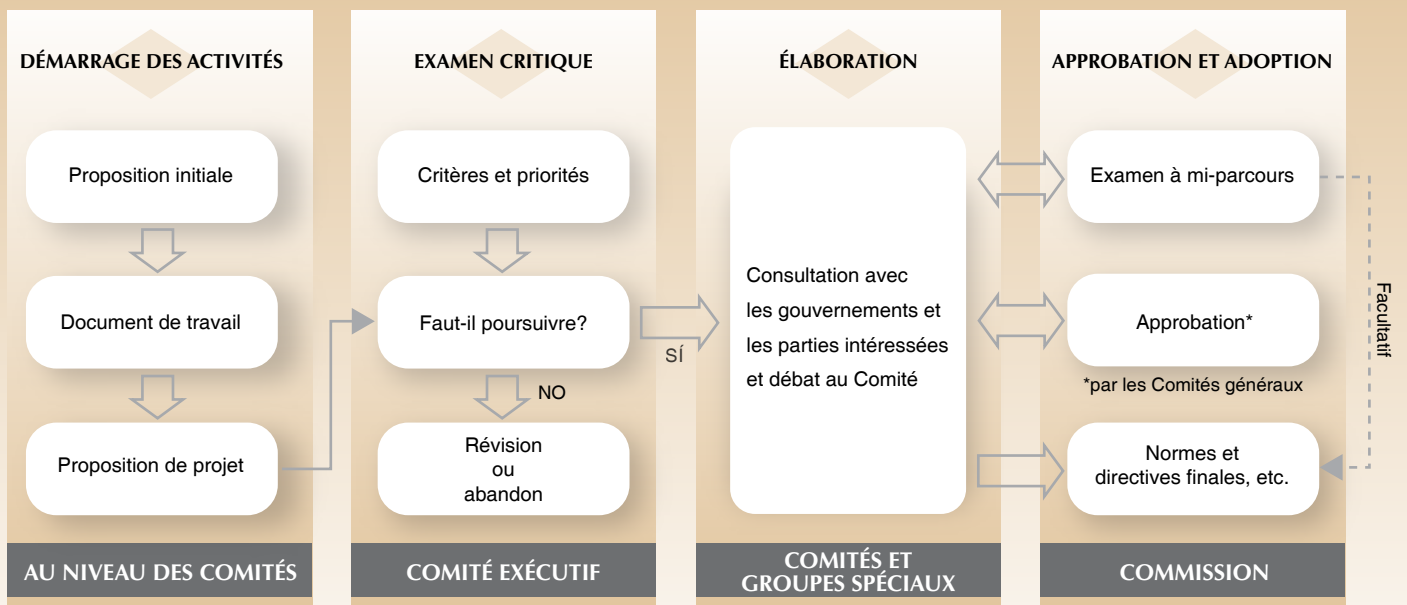 DÉMARRAGE DES ACTIVITÉS
Proposition initiale
Document de travail
Proposition de projet
AU NIVEAU DES COMITÉS
EXAMEN CRITIQUE
Critères et priorités
Faut-il poursuivre?
SÍ
NO
Révision
ou
abandon
COMITÉ EXÉCUTIF
ÉLABORATION
Consultation avec
les gouvernements et
les parties intéressées
et débat au Comité
COMITÉS ET
GROUPES SPÉCIAUX
APPROBATION ET ADOPTION
Examen à mi-parcours
Approbation*
*par les Comités généraux
Normes et
directives finales, etc.
Facultatif
COMMISSION